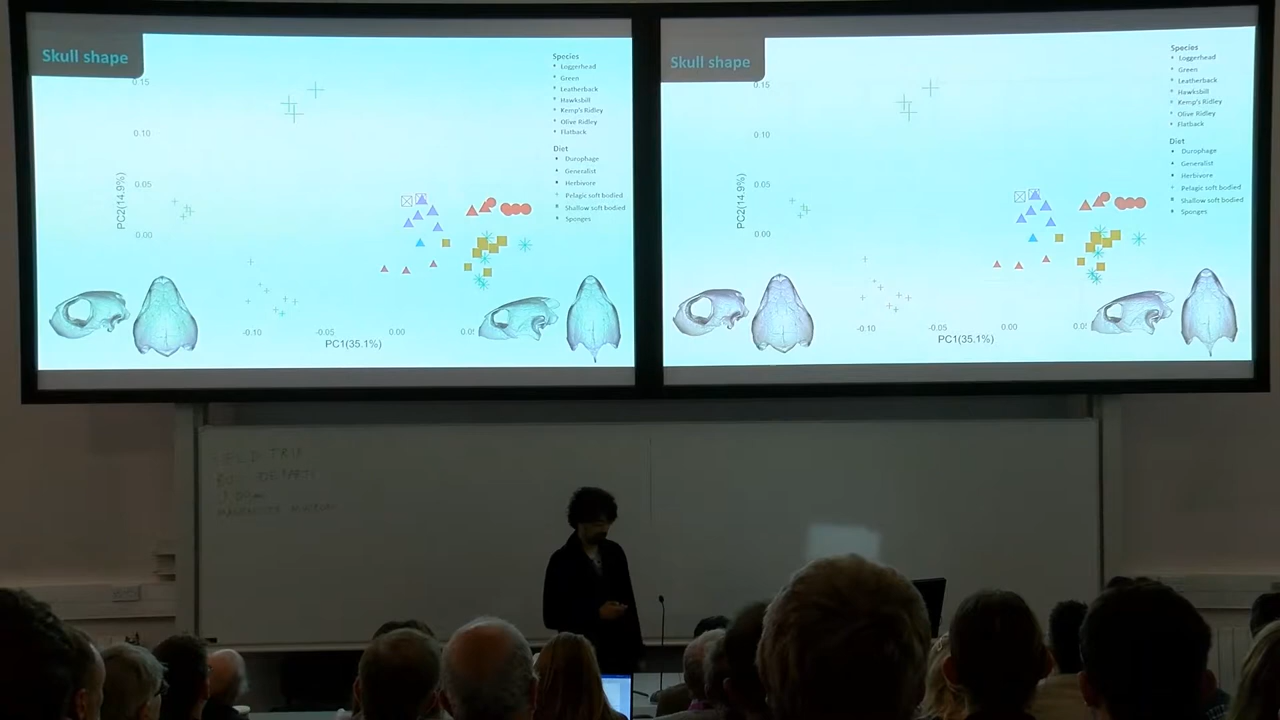 Skull shape
0.15
0.10
0.05
0.00
PC2(14.9%)
-0.10
-0.05
0.00
PC1(35.1%)
Species
Loggerhead
Green
Leatherback
Hawksbill
Kemp's Ridley
Olive Ridley
Flatback
Diet
Durophage
Generalist
Herbivore
Pelagic soft bodied
Shallow soft bodied
Sponges
Skull shape
0.15
0.10
0.05
0.00
PC2(14.9%)
-0.10
-0.05
0.00
PC1(35.1%)
Species
Loggerhead
Green
Leatherback
Hawksbill
Kemp's Ridley
Olive Ridley
Flatback
Diet
Durophage
Generalist
Herbivore
Pelagic soft bodied
Shallow soft bodied
Sponges
TRIP